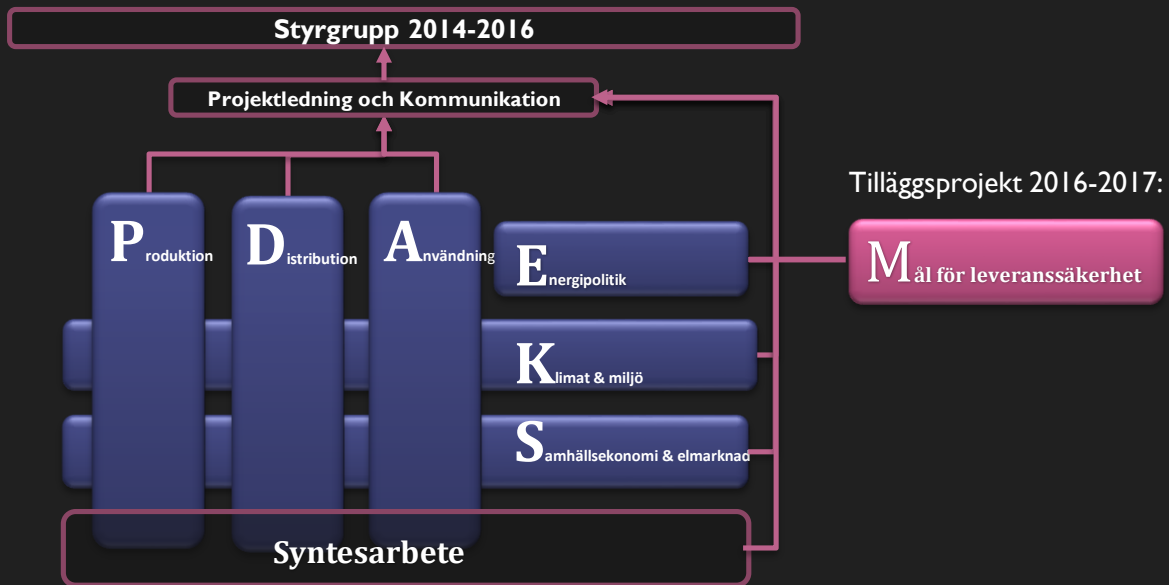 Styrgrupp 2014-2016
Projektledning och Kommunikation
Tilläggsprojekt 2016-2017:
Produktion
Distribution
Användning
Energipolitik
Mål för leveranssäkerhet
Klimat & miljö
Samhällsekonomi & elmarknad
Syntesarbete